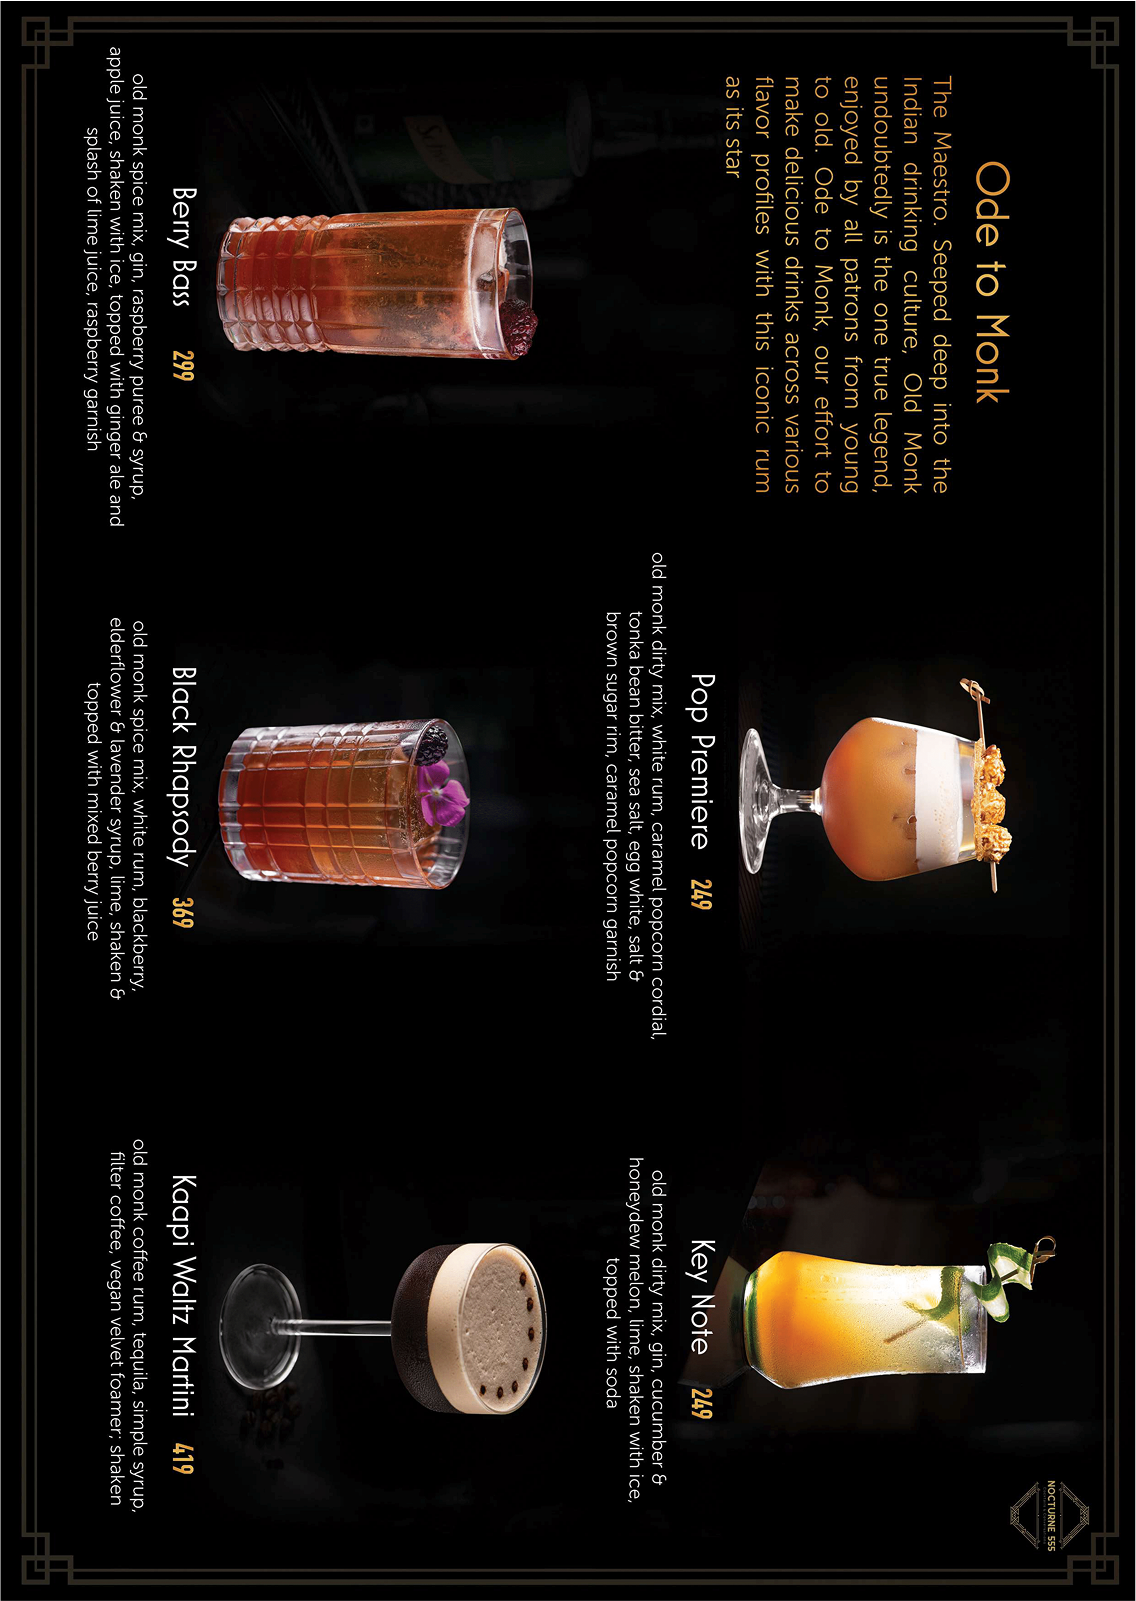 Ode to Monk
The Maestro. Seeped deep into the
Indian drinking culture, Old Monk
undoubtedly is the one true legend,
enjoyed by all patrons from young
to old. Ode to Monk, our effort to
make delicious drinks across various
flavor profiles with this iconic rum
as its star
Pop Premiere 249
old monk dirty mix, white rum, caramel popcorn cordial,
tonka bean bitter, sea salt, egg white, salt &
brown sugar rim, caramel popcorn garnish
Key Note 249
old monk dirty mix, gin, cucumber &
honeydew melon, lime, shaken with ice,
topped with soda
Berry Bass 299
old monk spice mix, gin, raspberry puree & syrup,
apple juice, shaken with ice, topped with ginger ale and
splash of lime juice, raspberry garnish
Black Rhapsody 369
old monk spice mix, white rum, blackberry,
elderflower & lavender syrup, lime, shaken &
topped with mixed berry juice
Kaapi Waltz Martini 419
old monk coffee rum, tequila, simple syrup,
filter coffee, vegan velvet foamer; shaken
NOCTURNE 555